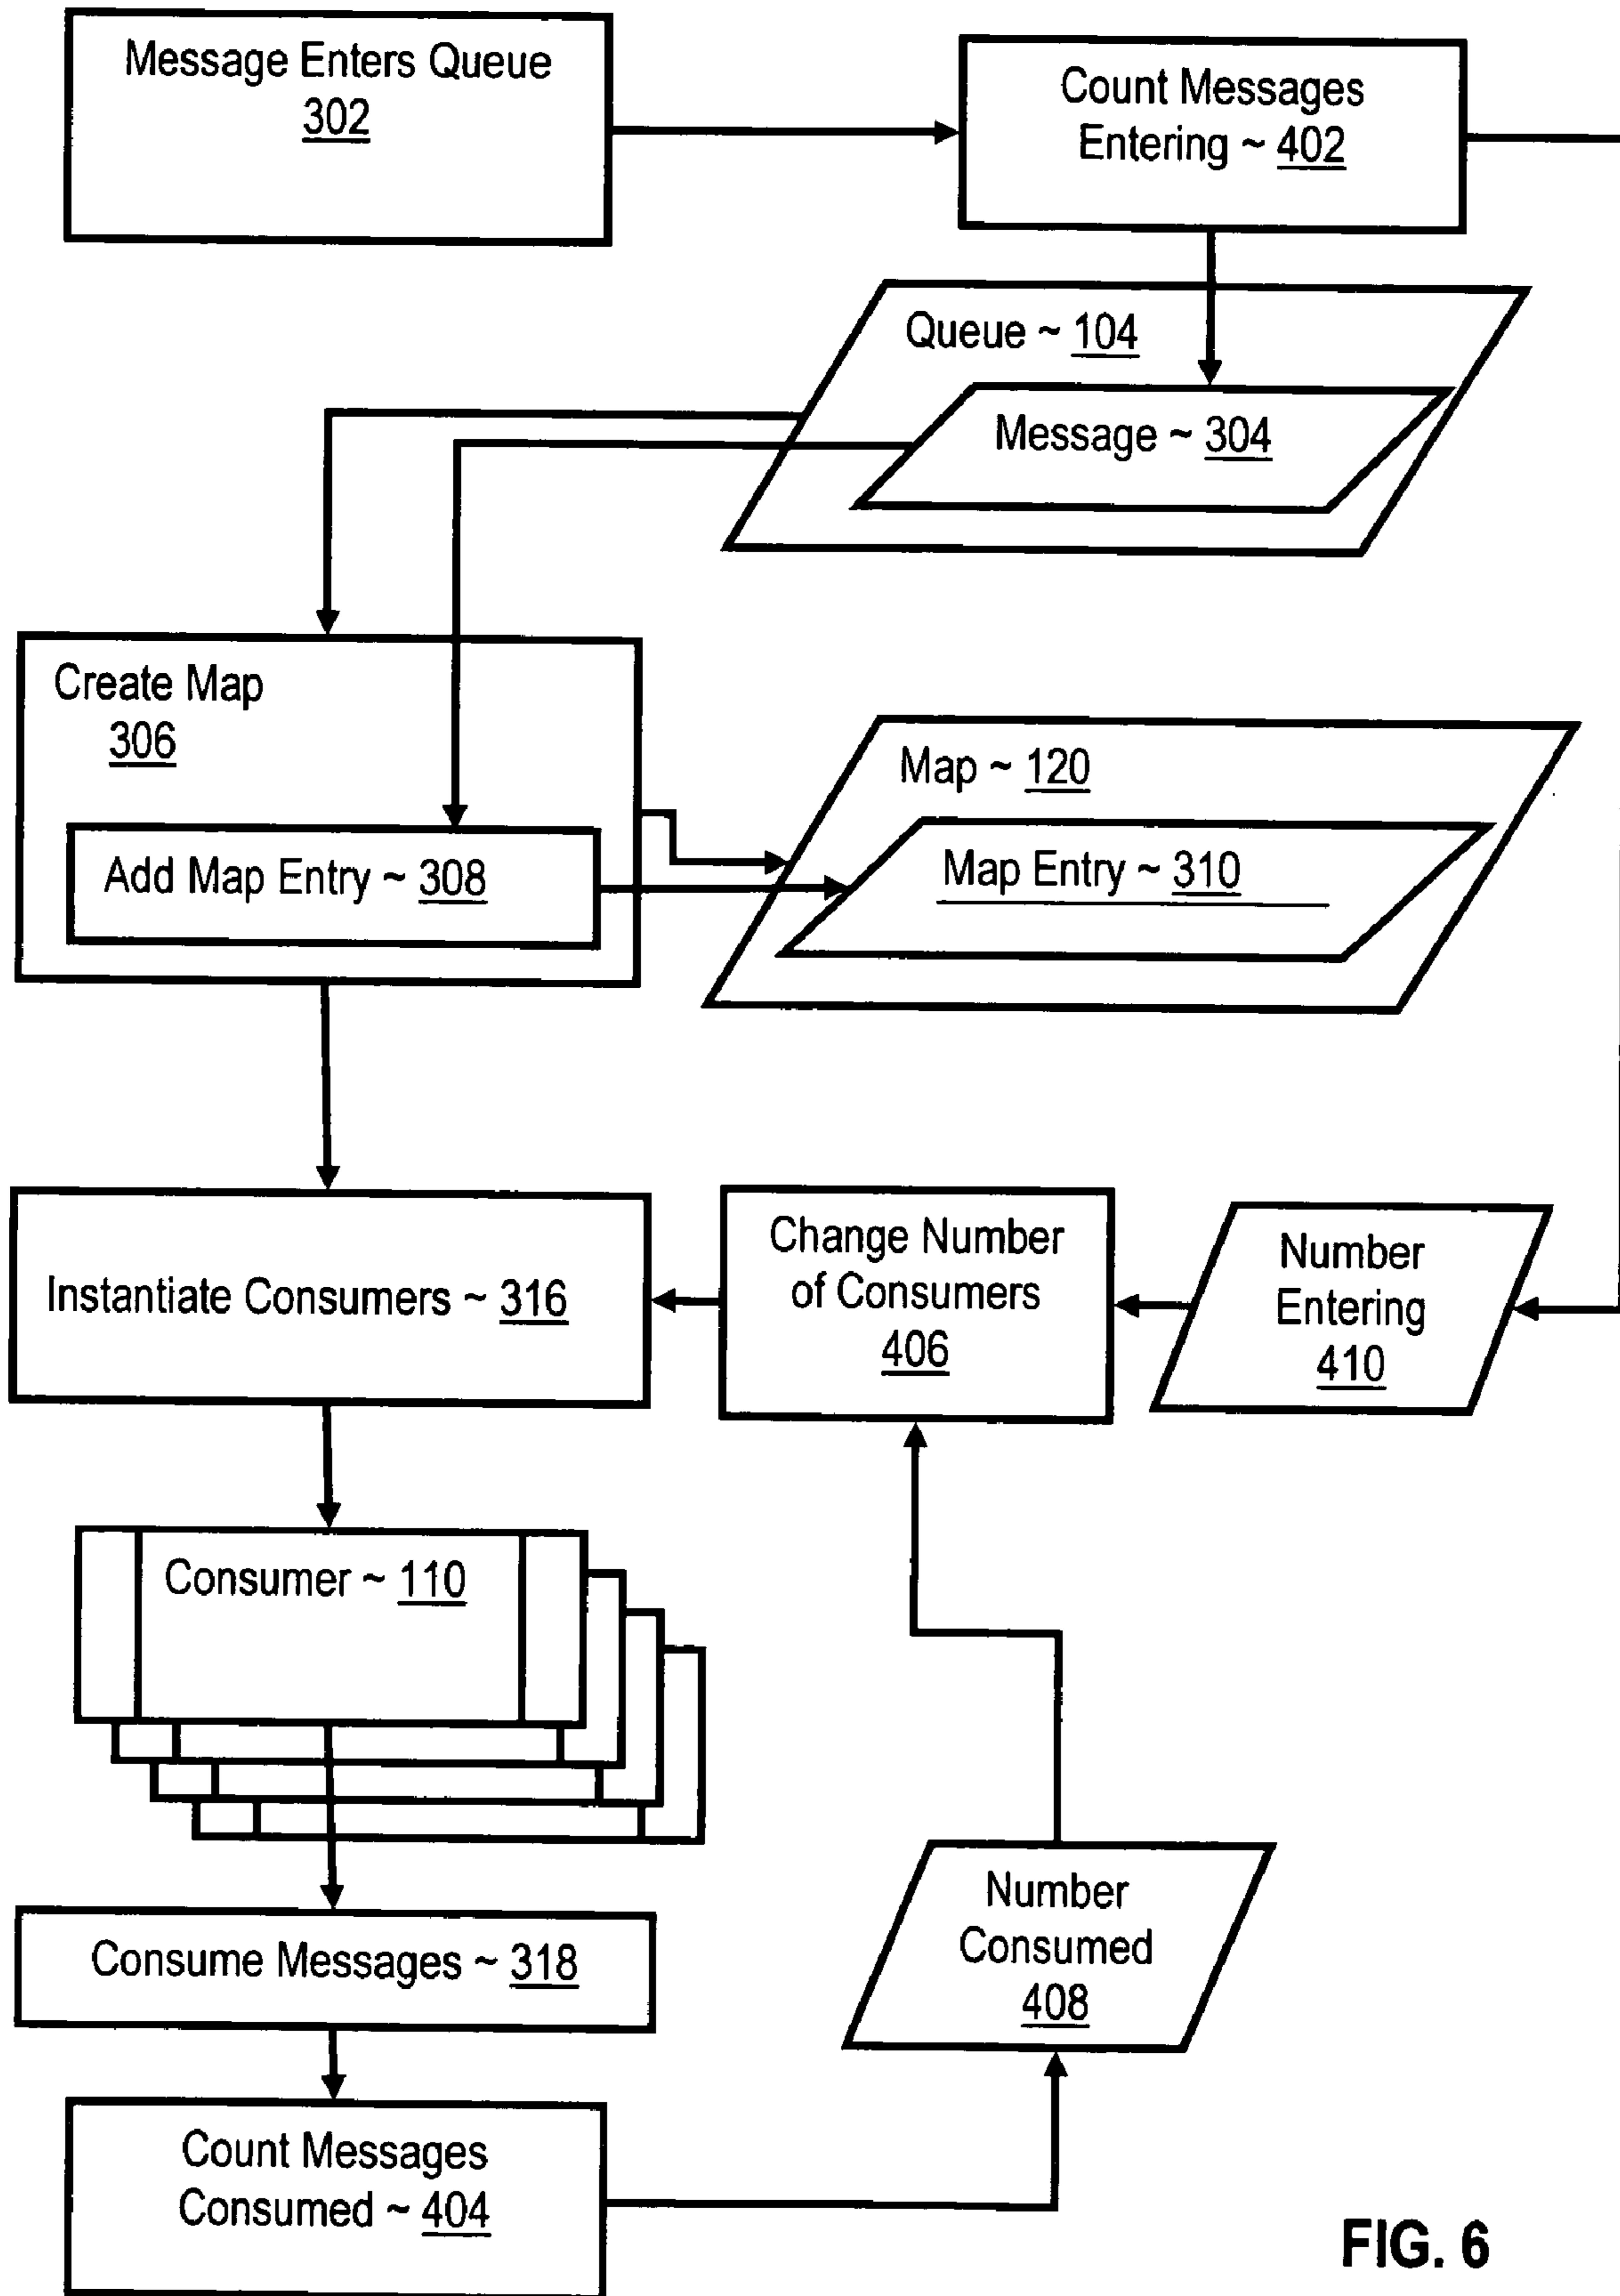 Message Enters Queue
302
Count Messages
Entering ~ 402
Queue ~ 104
Message ~ 304
Create Map
306
Add Map Entry ~ 308
Map ~ 120
Map Entry ~ 310
Instantiate Consumers ~ 316
Change Number
of Consumers
406
Number
Entering
410
Consumer ~ 110
Consume Messages ~ 318
Number
Consumed
408
Count Messages
Consumed ~ 404
FIG. 6